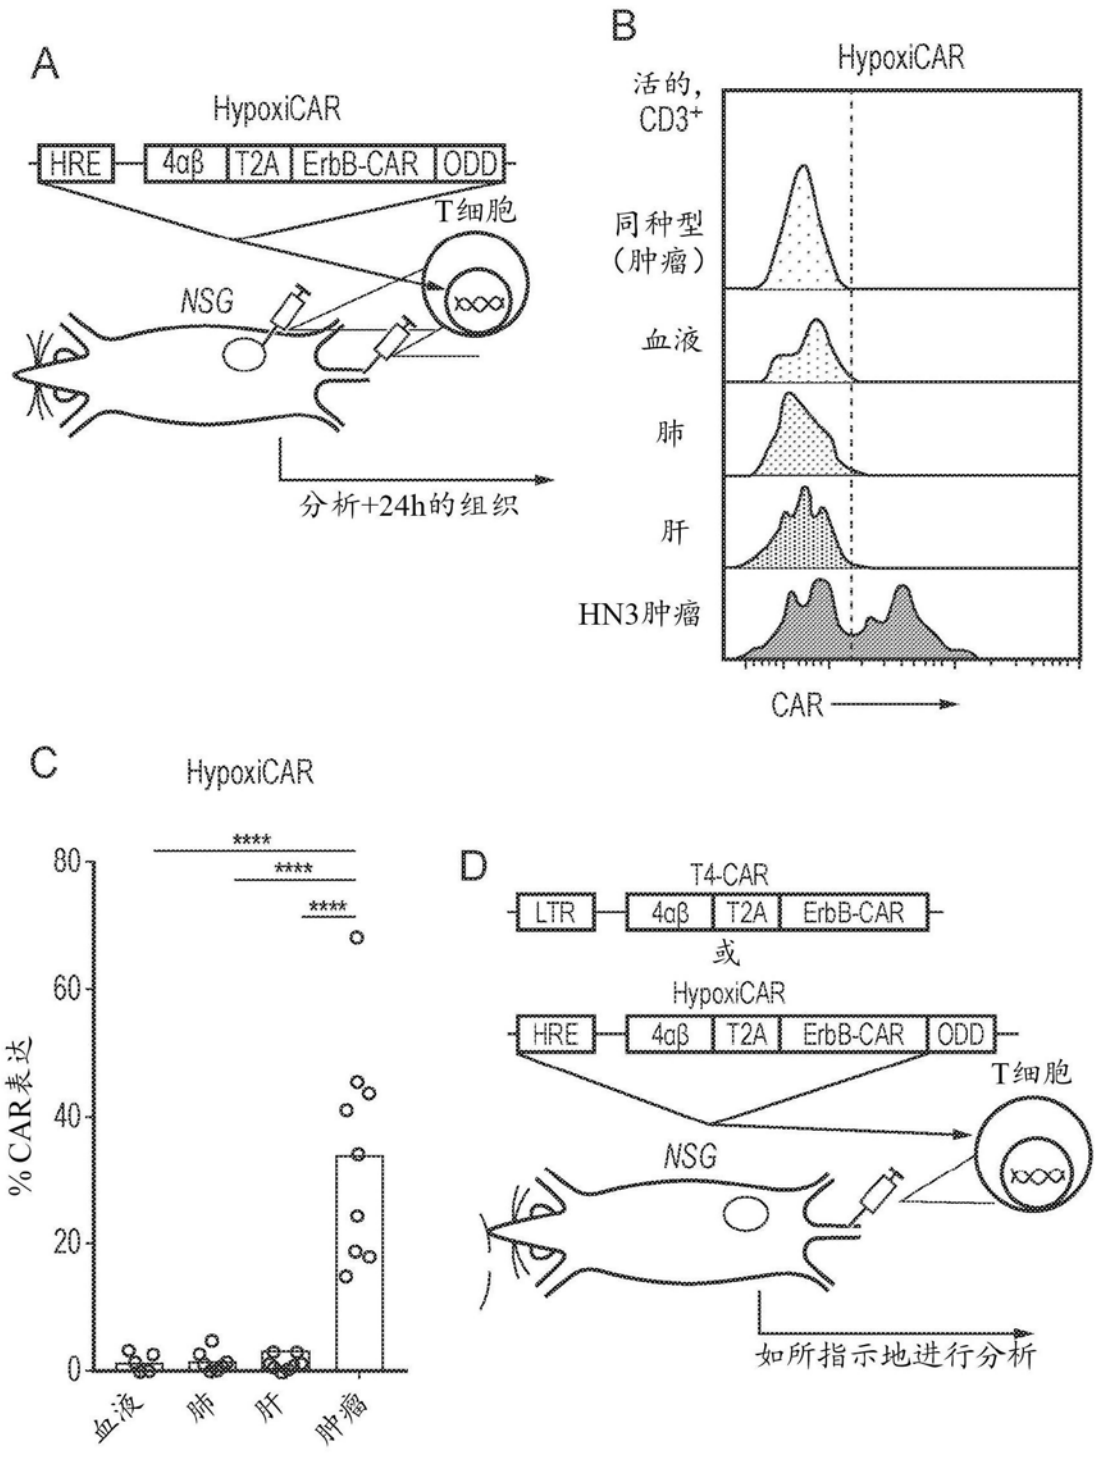 A
HypoxiCAR
HRE 4αβ T2A ErbB-CAR ODD
T细胞
NSG
分析+24h的组织
B
HypoxiCAR
活的,
CD3+
同种型
(肿瘤)
血液
肺
肝
HN3肿瘤
CAR
C
HypoxiCAR
****
****
****
80
60
40
20
0
%CAR表达
血液
肺
肝
肿瘤
D
T4-CAR
LTR 4αβ T2A ErbB-CAR
或
HypoxiCAR
HRE 4αβ T2A ErbB-CAR ODD
T细胞
NSG
如所指示地进行分析